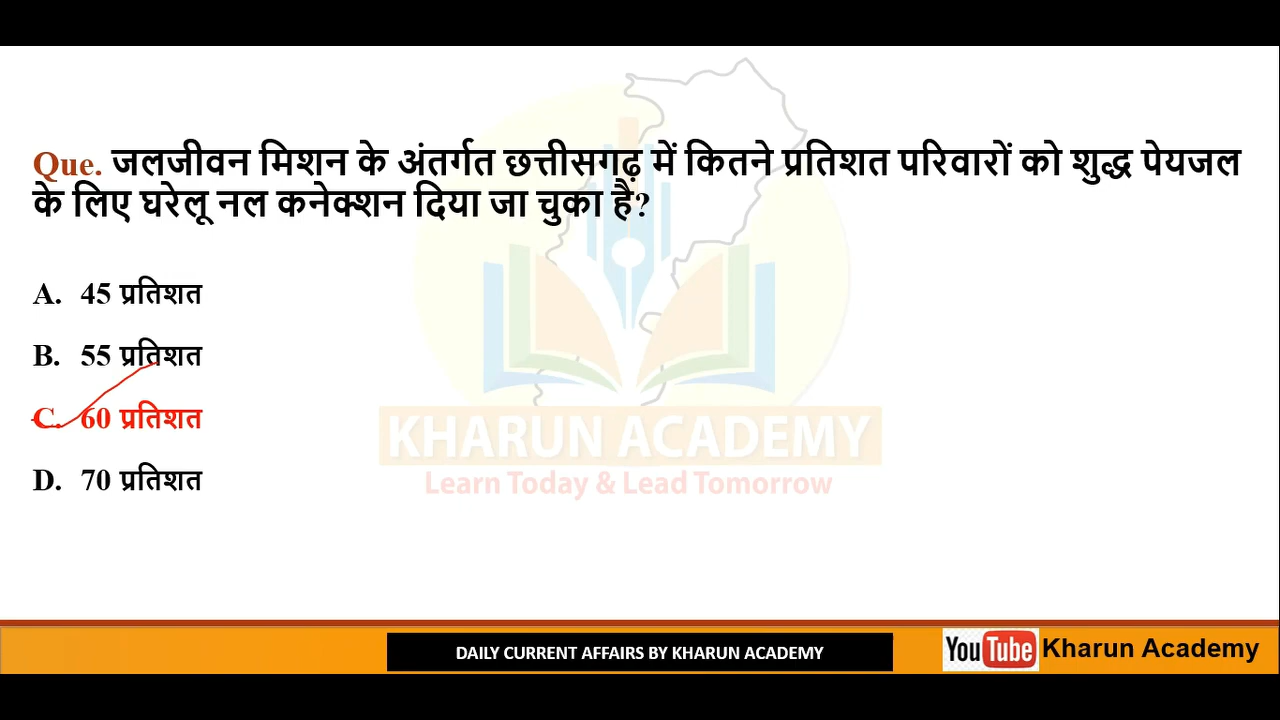 Que. जलजीवन मिशन के अंतर्गत छत्तीसगढ़ में कितने प्रतिशत परिवारों को शुद्ध पेयजल
के लिए घरेलू नल कनेक्शन दिया जा चुका है?
A. 45 प्रतिशत
B. 55 प्रतिशत
C. 60 प्रतिशत
D. 70 प्रतिशत
KHARUN ACADEMY
Learn Today & Lead Tomorrow
DAILY CURRENT AFFAIRS BY KHARUN ACADEMY
YouTube Kharun Academy